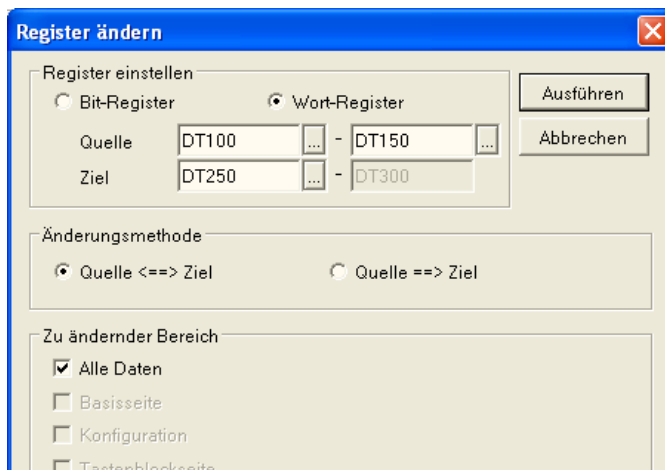 Register ändern
Register einstellen
Bit-Register Wort-Register
Ausführen
Quelle DT100 ... - DT150 ...
Abbrechen
Ziel DT250 ... - DT300
Änderungsmethode
Quelle <==> Ziel Quelle ==> Ziel
Zu ändernder Bereich
Alle Daten
Basisseite
Konfiguration
Tastenblockseite